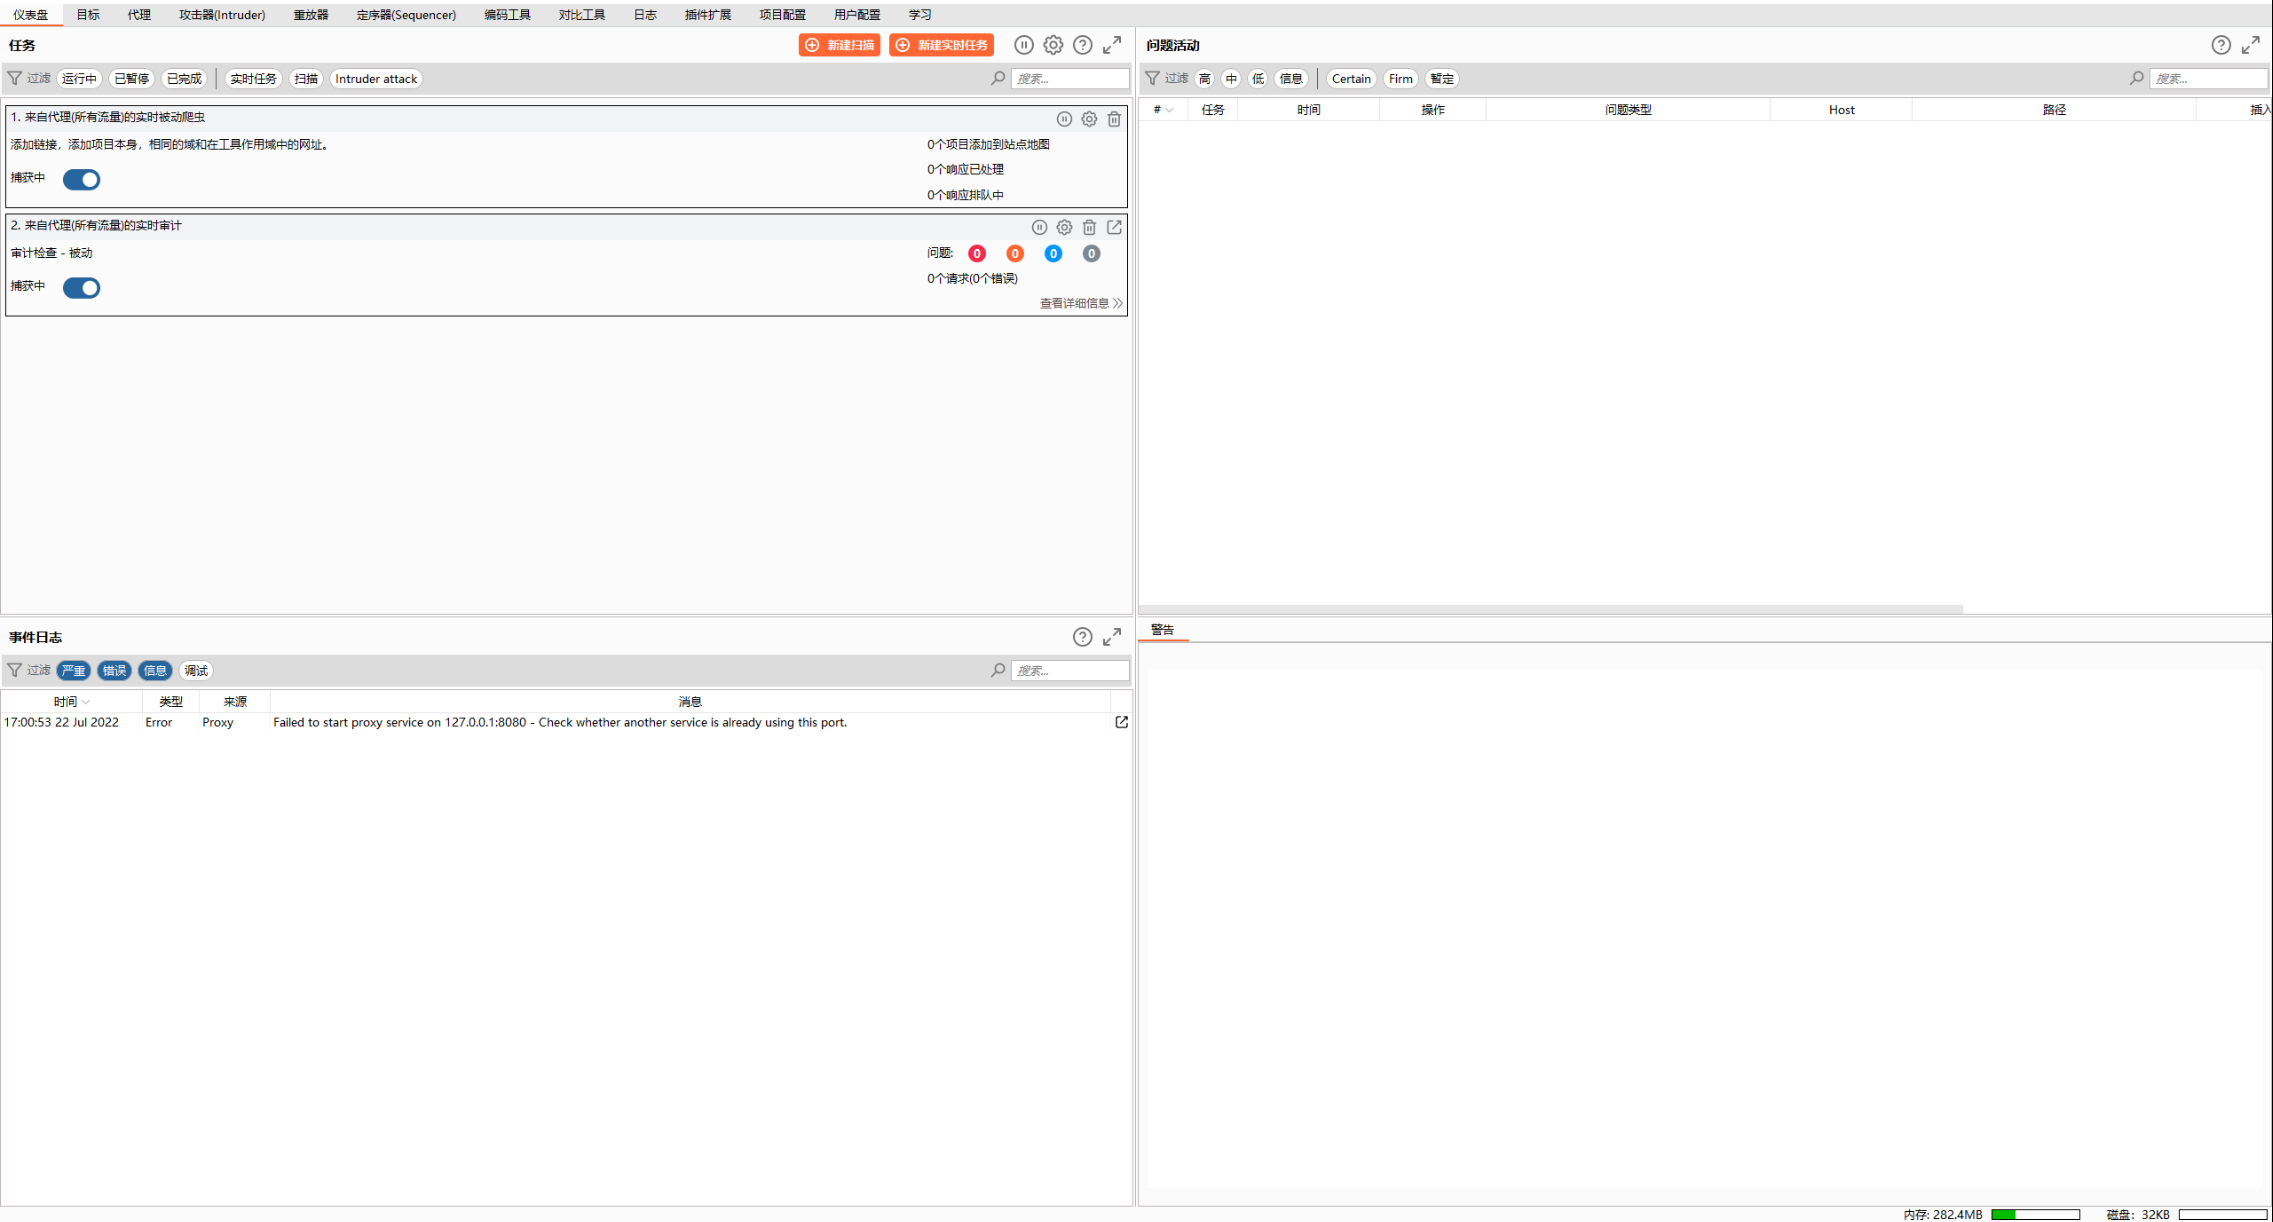 仪表盘 目标 代理 攻击器(Intruder) 重放器 定序器(Sequencer) 编码工具 对比工具 日志 插件扩展 项目配置 用户配置 学习
任务 新建扫描 新建实时任务
过滤 运行中 已暂停 已完成 实时任务 扫描 Intruder attack 搜索...
1. 来自代理(所有流量)的实时被动爬虫
添加链接，添加项目本身，相同的域和在工具作用域中的网址。 0个项目添加到站点地图
0个响应已处理
捕获中
0个响应排队中
2. 来自代理(所有流量)的实时审计
审计检查 - 被动 问题: 0 0 0 0
0个请求(0个错误)
捕获中
查看详细信息
问题活动
过滤 高 中 低 信息 Certain Firm 暂定 搜索...
# 任务 时间 操作 问题类型 Host 路径 插入
事件日志
过滤 严重 错误 信息 调试 搜索...
时间 类型 来源 消息
17:00:53 22 Jul 2022 Error Proxy Failed to start proxy service on 127.0.0.1:8080 - Check whether another service is already using this port.
警告
内存: 282.4MB 磁盘: 32KB